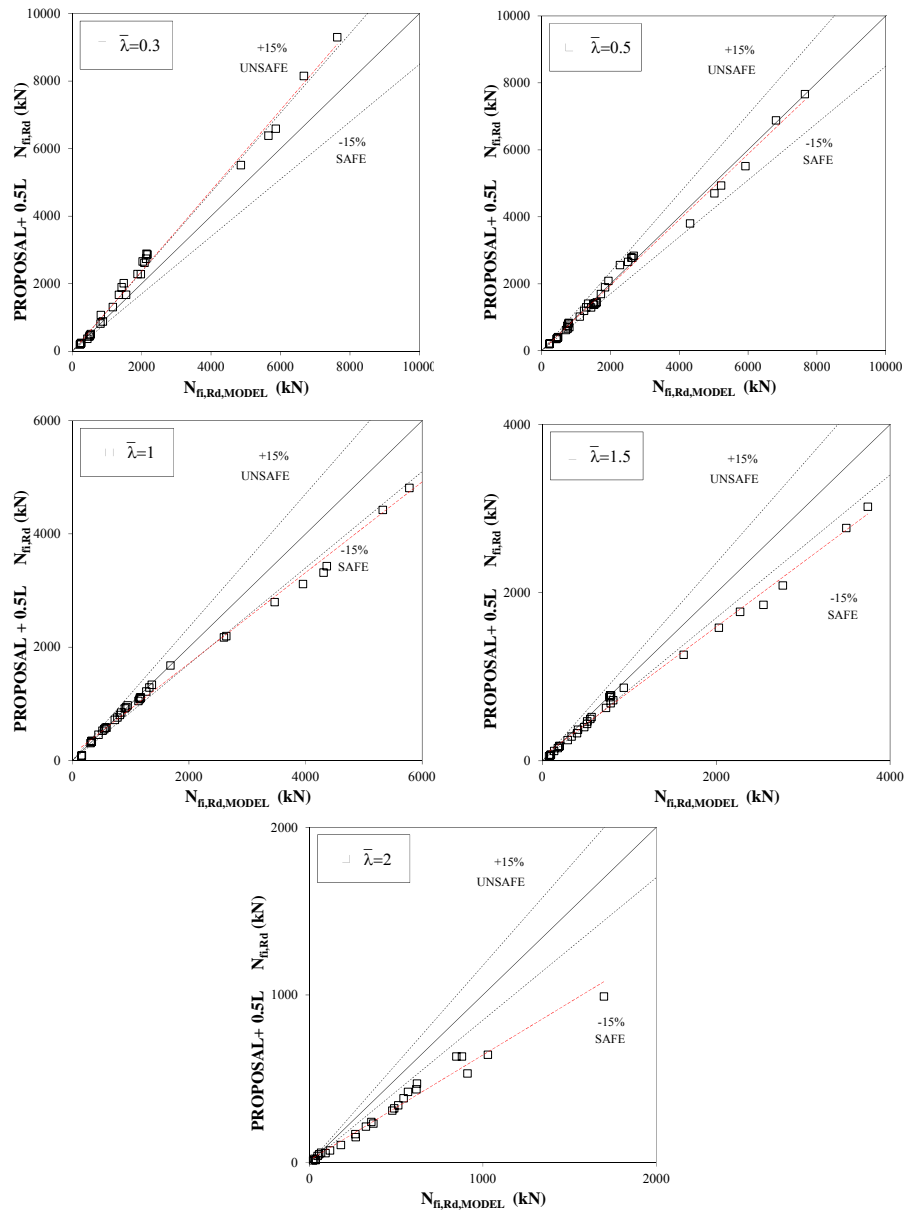 10000
8000
6000
4000
2000
0
0
2000
4000
6000
8000
10000
λ̅=0.3
+15%
UNSAFE
-15%
SAFE
PROPOSAL+ 0.5L N_fi,Rd (kN)
N_fi,Rd,MODEL (kN)
10000
8000
6000
4000
2000
0
0
2000
4000
6000
8000
10000
λ̅=0.5
+15%
UNSAFE
-15%
SAFE
PROPOSAL+ 0.5L N_fi,Rd (kN)
N_fi,Rd,MODEL (kN)
6000
4000
2000
0
0
2000
4000
6000
λ̅=1
+15%
UNSAFE
-15%
SAFE
PROPOSAL + 0.5L N_fi,Rd (kN)
N_fi,Rd,MODEL (kN)
4000
2000
0
0
2000
4000
λ̅=1.5
+15%
UNSAFE
-15%
SAFE
PROPOSAL + 0.5L N_fi,Rd (kN)
N_fi,Rd,MODEL (kN)
2000
1000
0
0
1000
2000
λ̅=2
+15%
UNSAFE
-15%
SAFE
PROPOSAL+ 0.5L N_fi,Rd (kN)
N_fi,Rd,MODEL (kN)